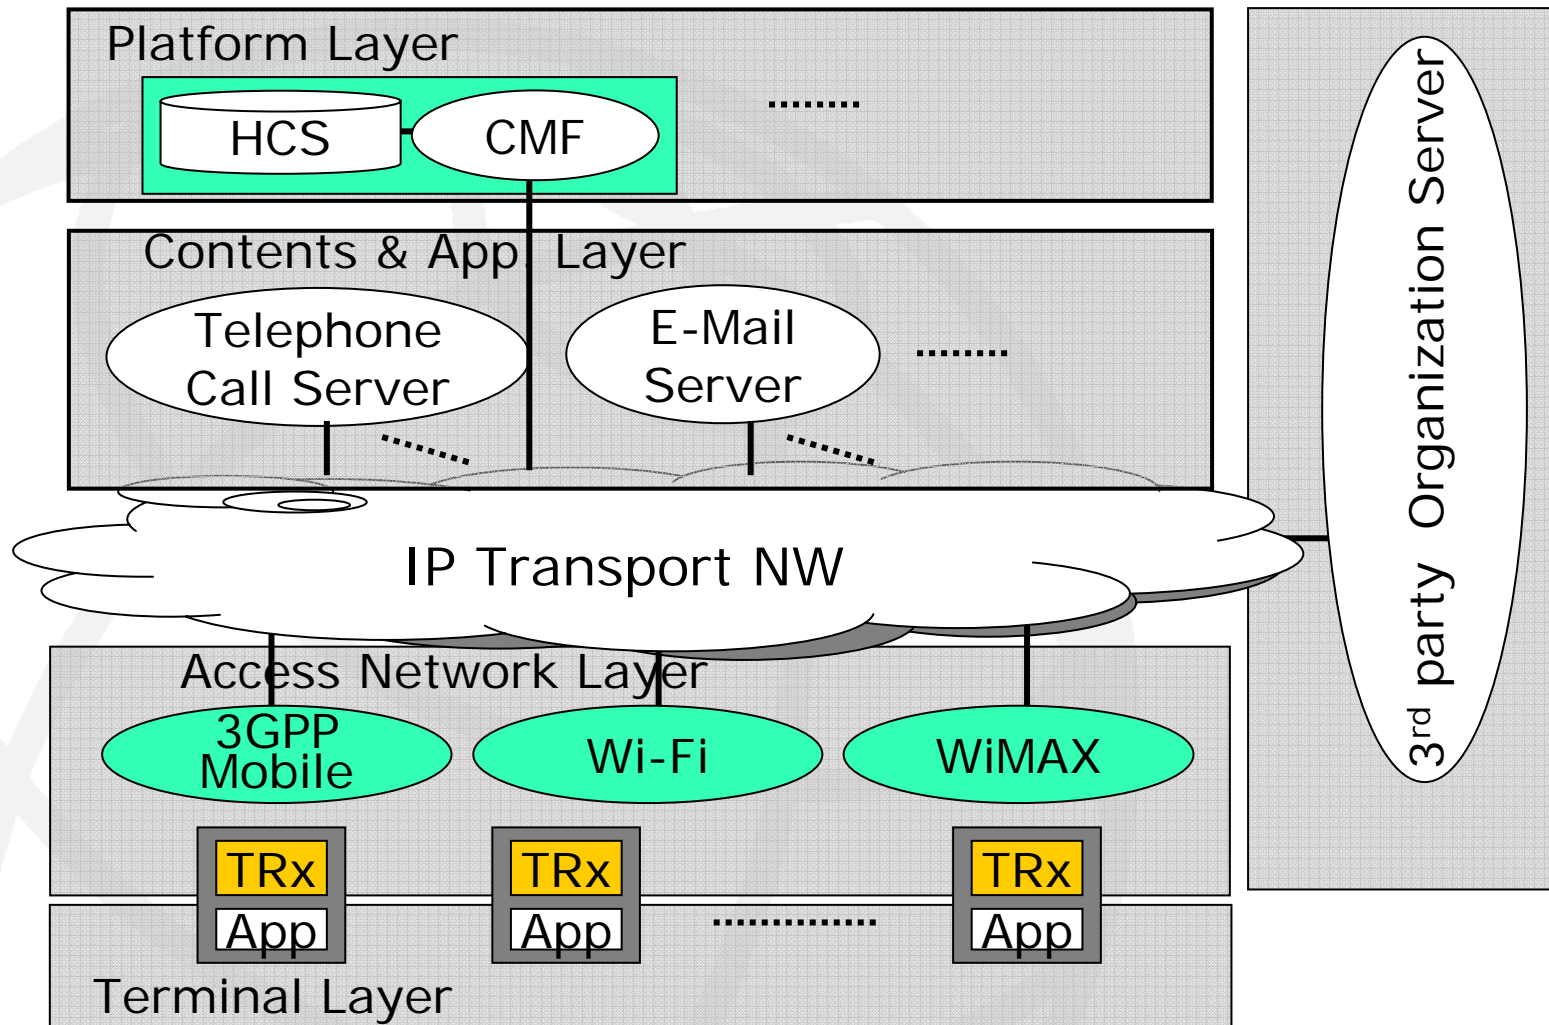 Platform Layer
HCS
CMF
Contents & App. Layer
Telephone
Call Server
E-Mail
Server
IP Transport NW
Access Network Layer
3GPP
Mobile
Wi-Fi
WiMAX
TRx
TRx
TRx
App
App
App
Terminal Layer
3rd party Organization Server